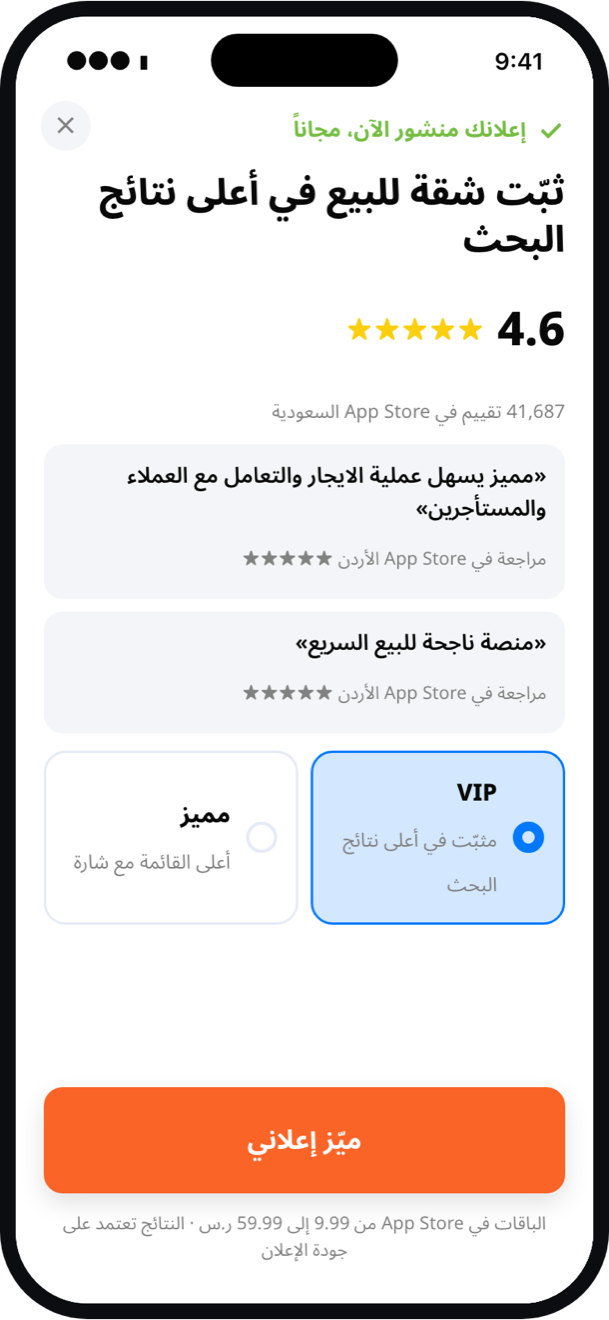 9:41
إعلانك منشور الآن، مجاناً
ثبّت شقة للبيع في أعلى نتائج
البحث
4.6
41,687 تقييم في App Store السعودية
«مميز يسهل عملية الايجار والتعامل مع العملاء
والمستأجرين»
مراجعة في App Store الأردن
«منصة ناجحة للبيع السريع»
مراجعة في App Store الأردن
VIP
مثبّت في أعلى نتائج
البحث
مميز
أعلى القائمة مع شارة
ميّز إعلاني
الباقات في App Store من 9.99 إلى 59.99 ر.س · النتائج تعتمد على
جودة الإعلان